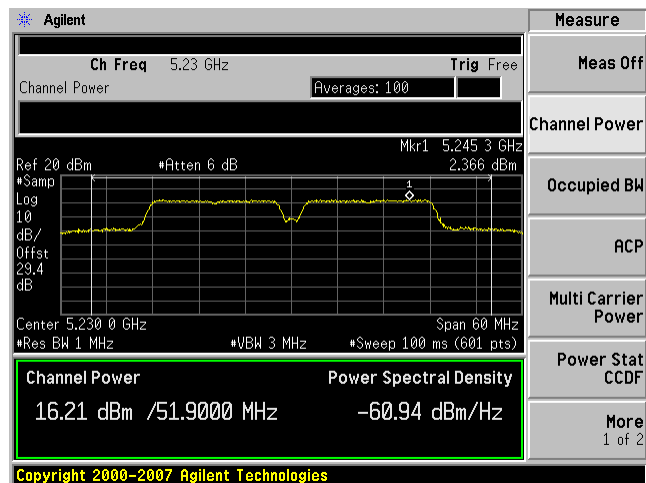 Agilent
Measure
Ch Freq 5.23 GHz Trig Free
Channel Power Averages: 100
Meas Off
Channel Power
Occupied BW
ACP
Multi Carrier
Power
Power Stat
CCDF
More
1 of 2
Mkr1 5.245 3 GHz
Ref 20 dBm #Atten 6 dB 2.366 dBm
#Samp
Log
10
dB/
Offst
29.4
dB
1
Center 5.230 0 GHz Span 60 MHz
#Res BW 1 MHz #VBW 3 MHz #Sweep 100 ms (601 pts)
Channel Power Power Spectral Density
16.21 dBm /51.9000 MHz -60.94 dBm/Hz
Copyright 2000-2007 Agilent Technologies